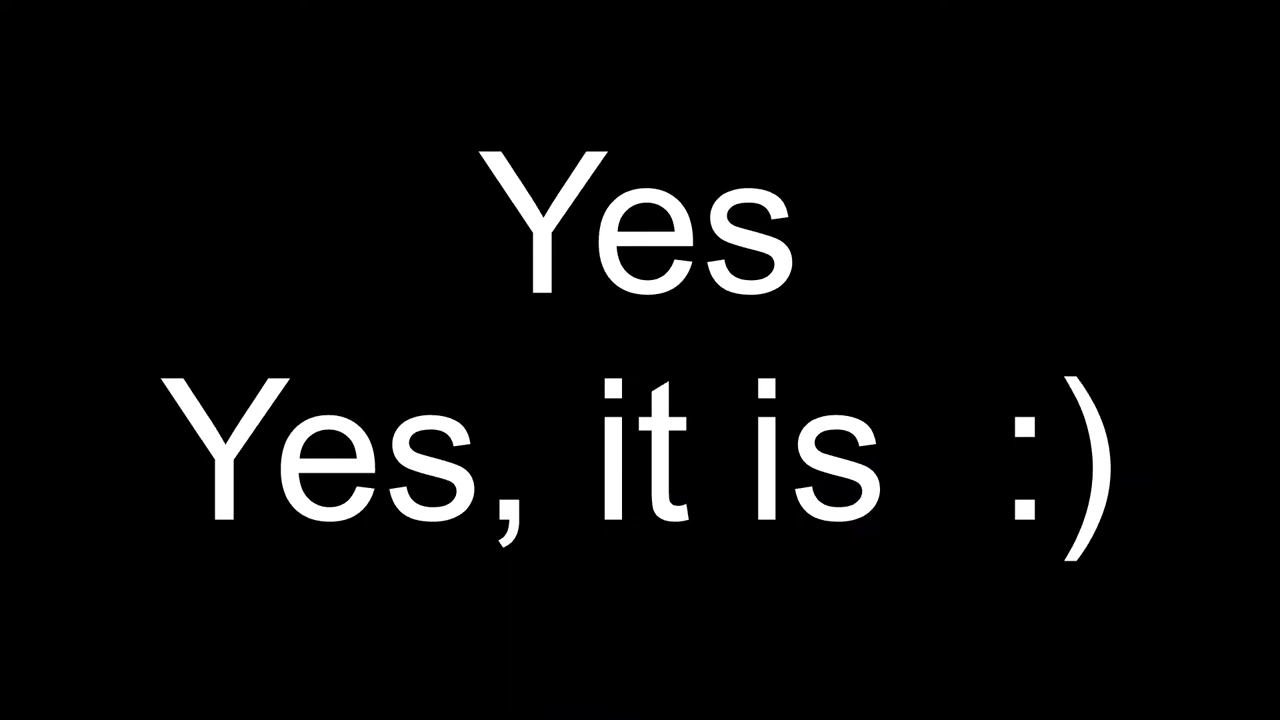 Yes
Yes, it is  :)